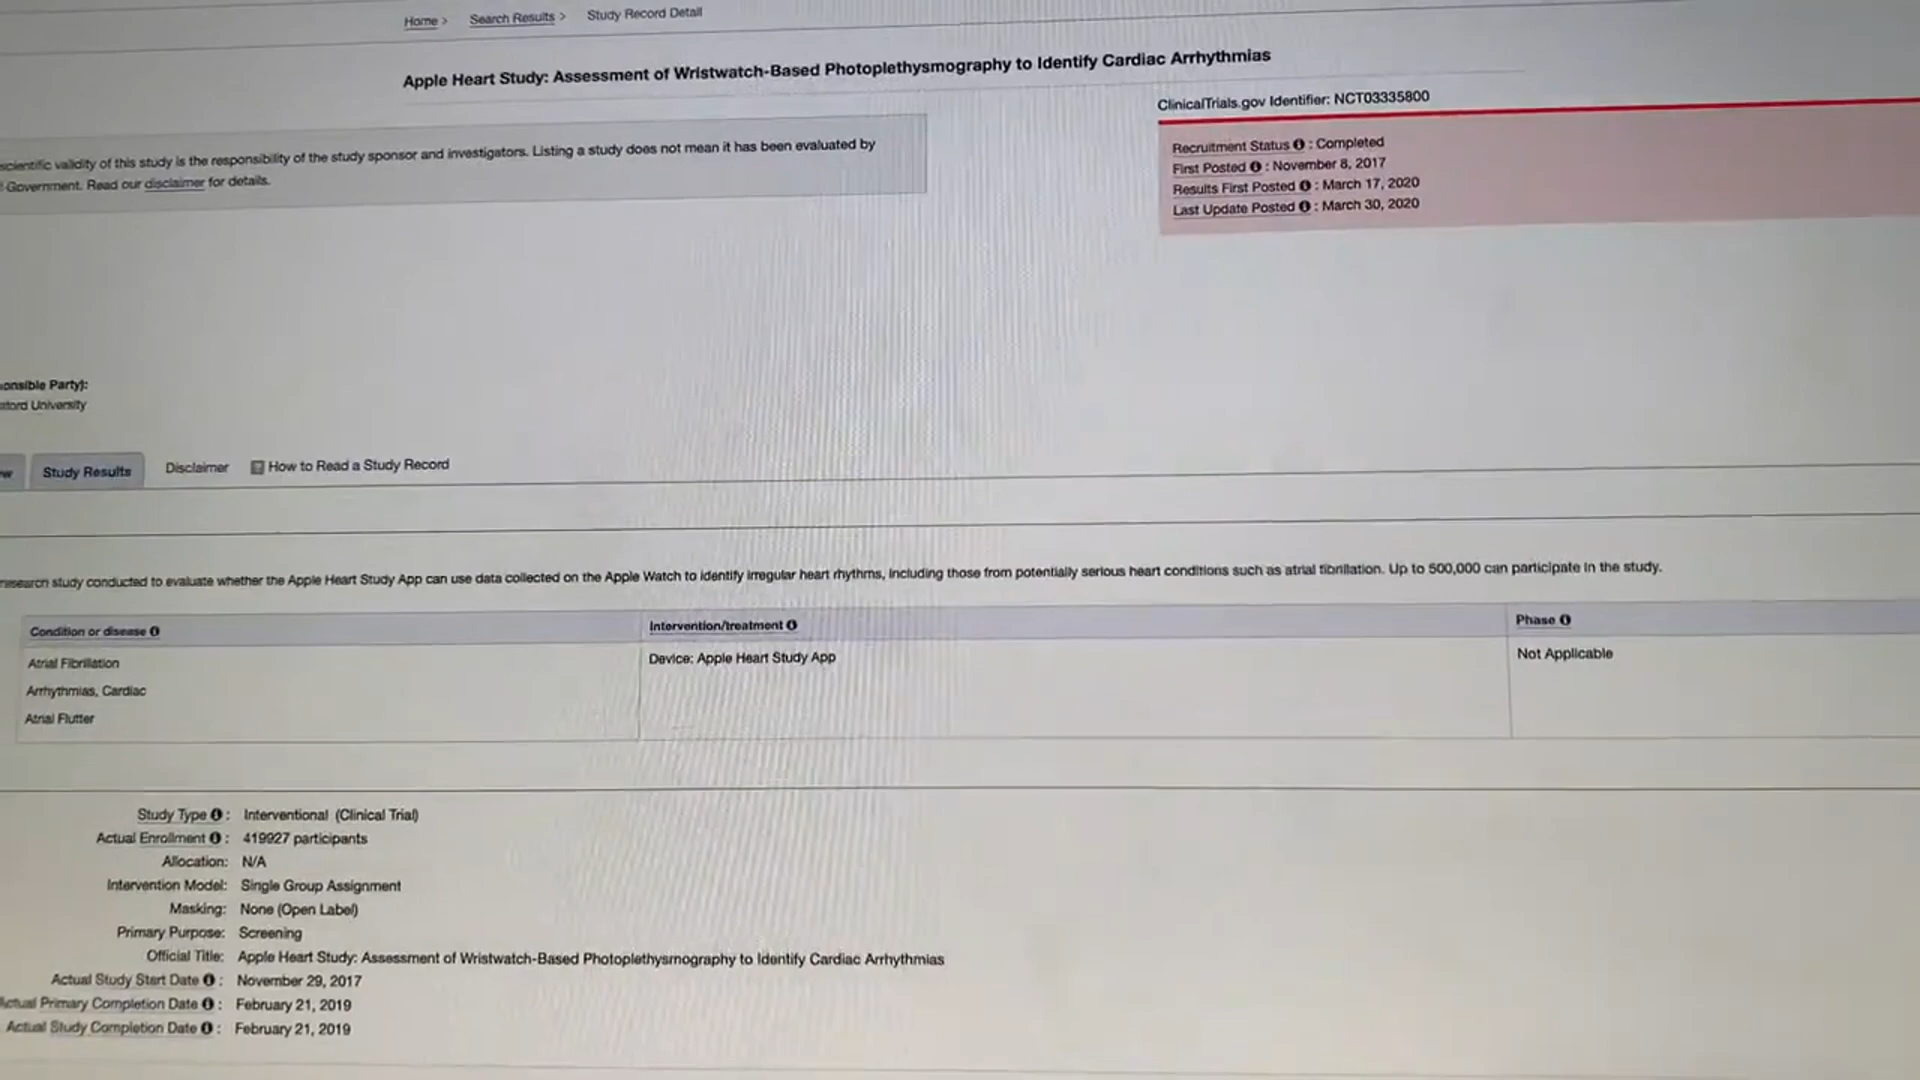 Home > Search Results > Study Record Detail
Apple Heart Study: Assessment of Wristwatch-Based Photoplethysmography to Identify Cardiac Arrhythmias
ClinicalTrials.gov Identifier: NCT03335800
scientific validity of this study is the responsibility of the study sponsor and investigators. Listing a study does not mean it has been evaluated by
Government. Read our disclaimer for details.
Recruitment Status : Completed
First Posted : November 8, 2017
Results First Posted : March 17, 2020
Last Update Posted : March 30, 2020
onsible Party):
University
Study Results Disclaimer How to Read a Study Record
research study conducted to evaluate whether the Apple Heart Study App can use data collected on the Apple Watch to identify irregular heart rhythms, including those from potentially serious heart conditions such as atrial fibrillation. Up to 500,000 can participate in the study.
Condition or disease Intervention/treatment Phase
Atrial Fibrillation Device: Apple Heart Study App Not Applicable
Arrhythmias, Cardiac
Atrial Flutter
Study Type : Interventional (Clinical Trial)
Actual Enrollment : 419927 participants
Allocation: N/A
Intervention Model: Single Group Assignment
Masking: None (Open Label)
Primary Purpose: Screening
Official Title: Apple Heart Study: Assessment of Wristwatch-Based Photoplethysmography to Identify Cardiac Arrhythmias
Actual Study Start Date : November 29, 2017
Actual Primary Completion Date : February 21, 2019
Actual Study Completion Date : February 21, 2019